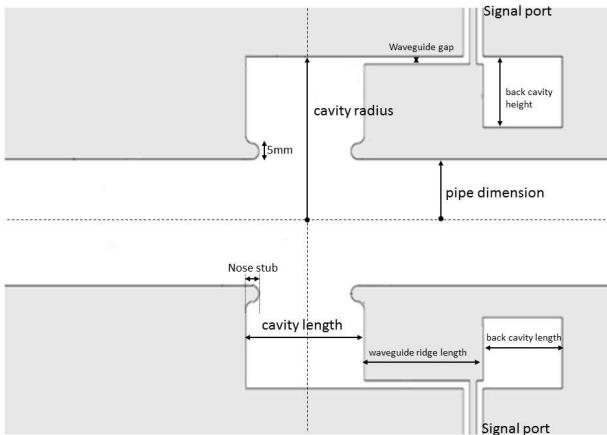 Signal port
Waveguide gap
back cavity
height
cavity radius
5mm
pipe dimension
Nose stub
cavity length
waveguide ridge length
back cavity length
Signal port